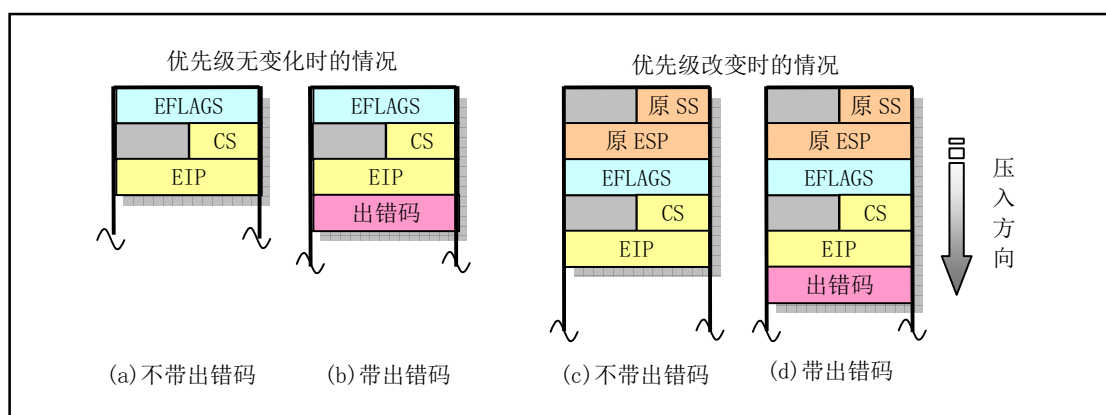 优先级无变化时的情况
优先级改变时的情况
EFLAGS
CS
EIP
EFLAGS
CS
EIP
出错码
原 SS
原 ESP
EFLAGS
CS
EIP
原 SS
原 ESP
EFLAGS
CS
EIP
出错码
压入方向
(a)不带出错码
(b)带出错码
(c)不带出错码
(d)带出错码